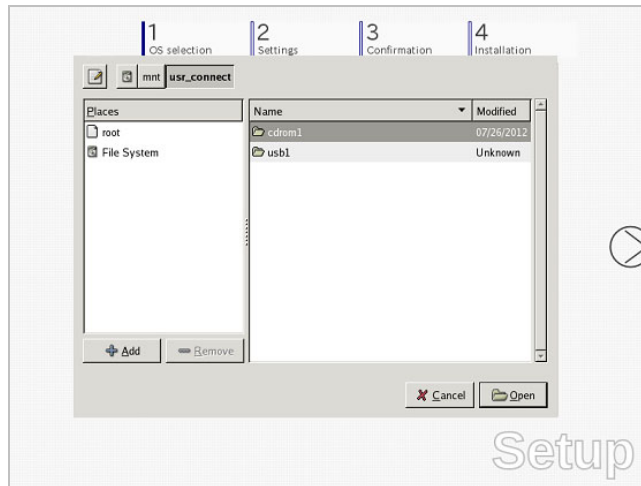 1 2 3 4
OS selection Settings Confirmation Installation
mnt usr_connect
Places Name Modified
root cdrom1 07/26/2012
File System usb1 Unknown
Add Remove
Cancel Open
Setup